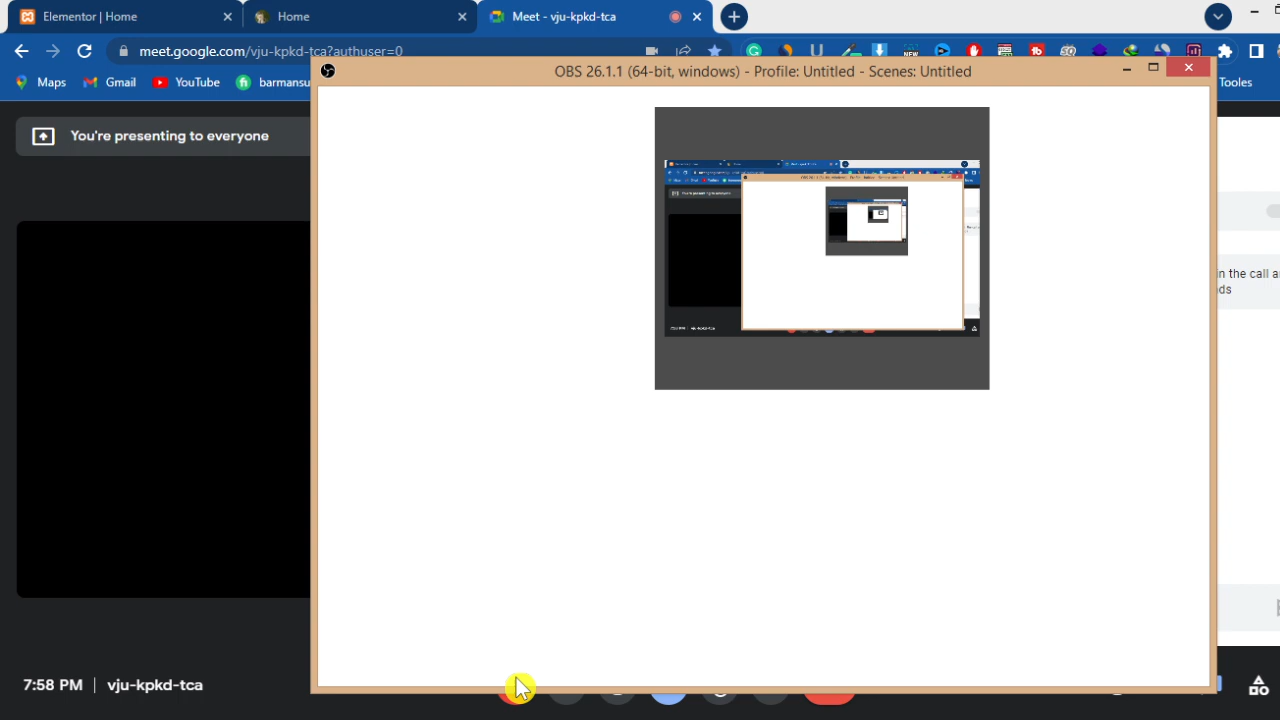 Elementor | Home
Home
Meet - vju-kpkd-tca
meet.google.com/vju-kpkd-tca?authuser=0
Maps
Gmail
YouTube
barmansu
Tooles
OBS 26.1.1 (64-bit, windows) - Profile: Untitled - Scenes: Untitled
You're presenting to everyone
in the call a
ds
7:58 PM | vju-kpkd-tca